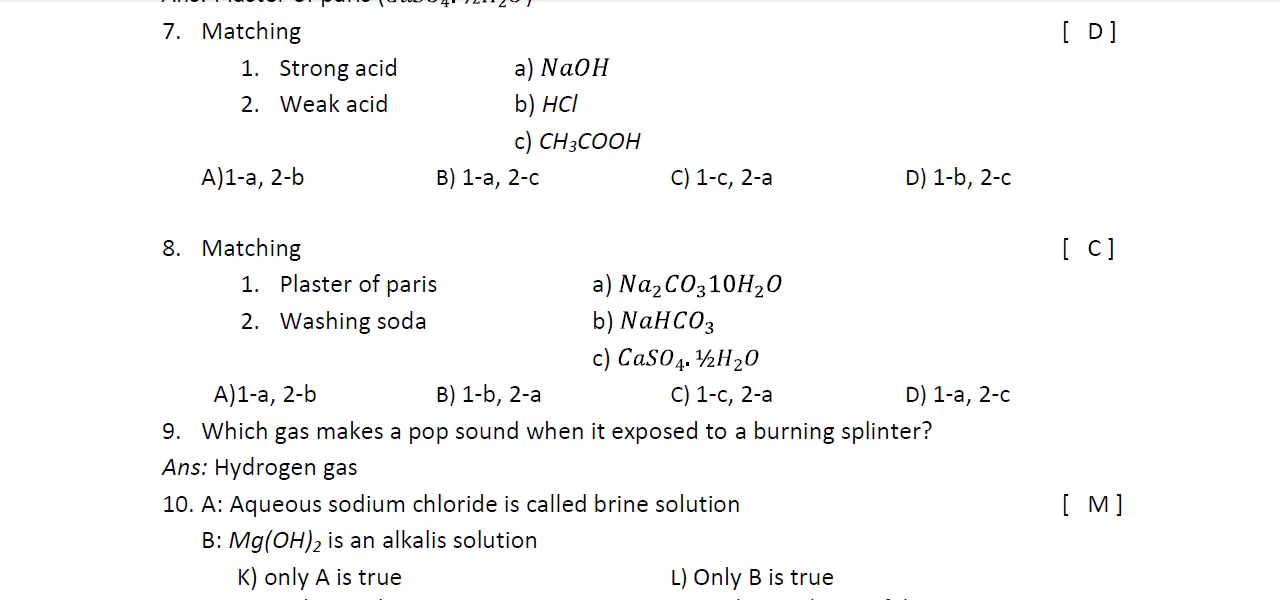 7. Matching [ D ]
1. Strong acid a) NaOH
2. Weak acid b) HCl
c) CH₃COOH
A)1-a, 2-b B) 1-a, 2-c C) 1-c, 2-a D) 1-b, 2-c
8. Matching [ C ]
1. Plaster of paris a) Na₂CO₃10H₂O
2. Washing soda b) NaHCO₃
c) CaSO₄. ½H₂O
A)1-a, 2-b B) 1-b, 2-a C) 1-c, 2-a D) 1-a, 2-c
9. Which gas makes a pop sound when it exposed to a burning splinter?
Ans: Hydrogen gas
10. A: Aqueous sodium chloride is called brine solution [ M ]
B: Mg(OH)₂ is an alkalis solution
K) only A is true L) Only B is true